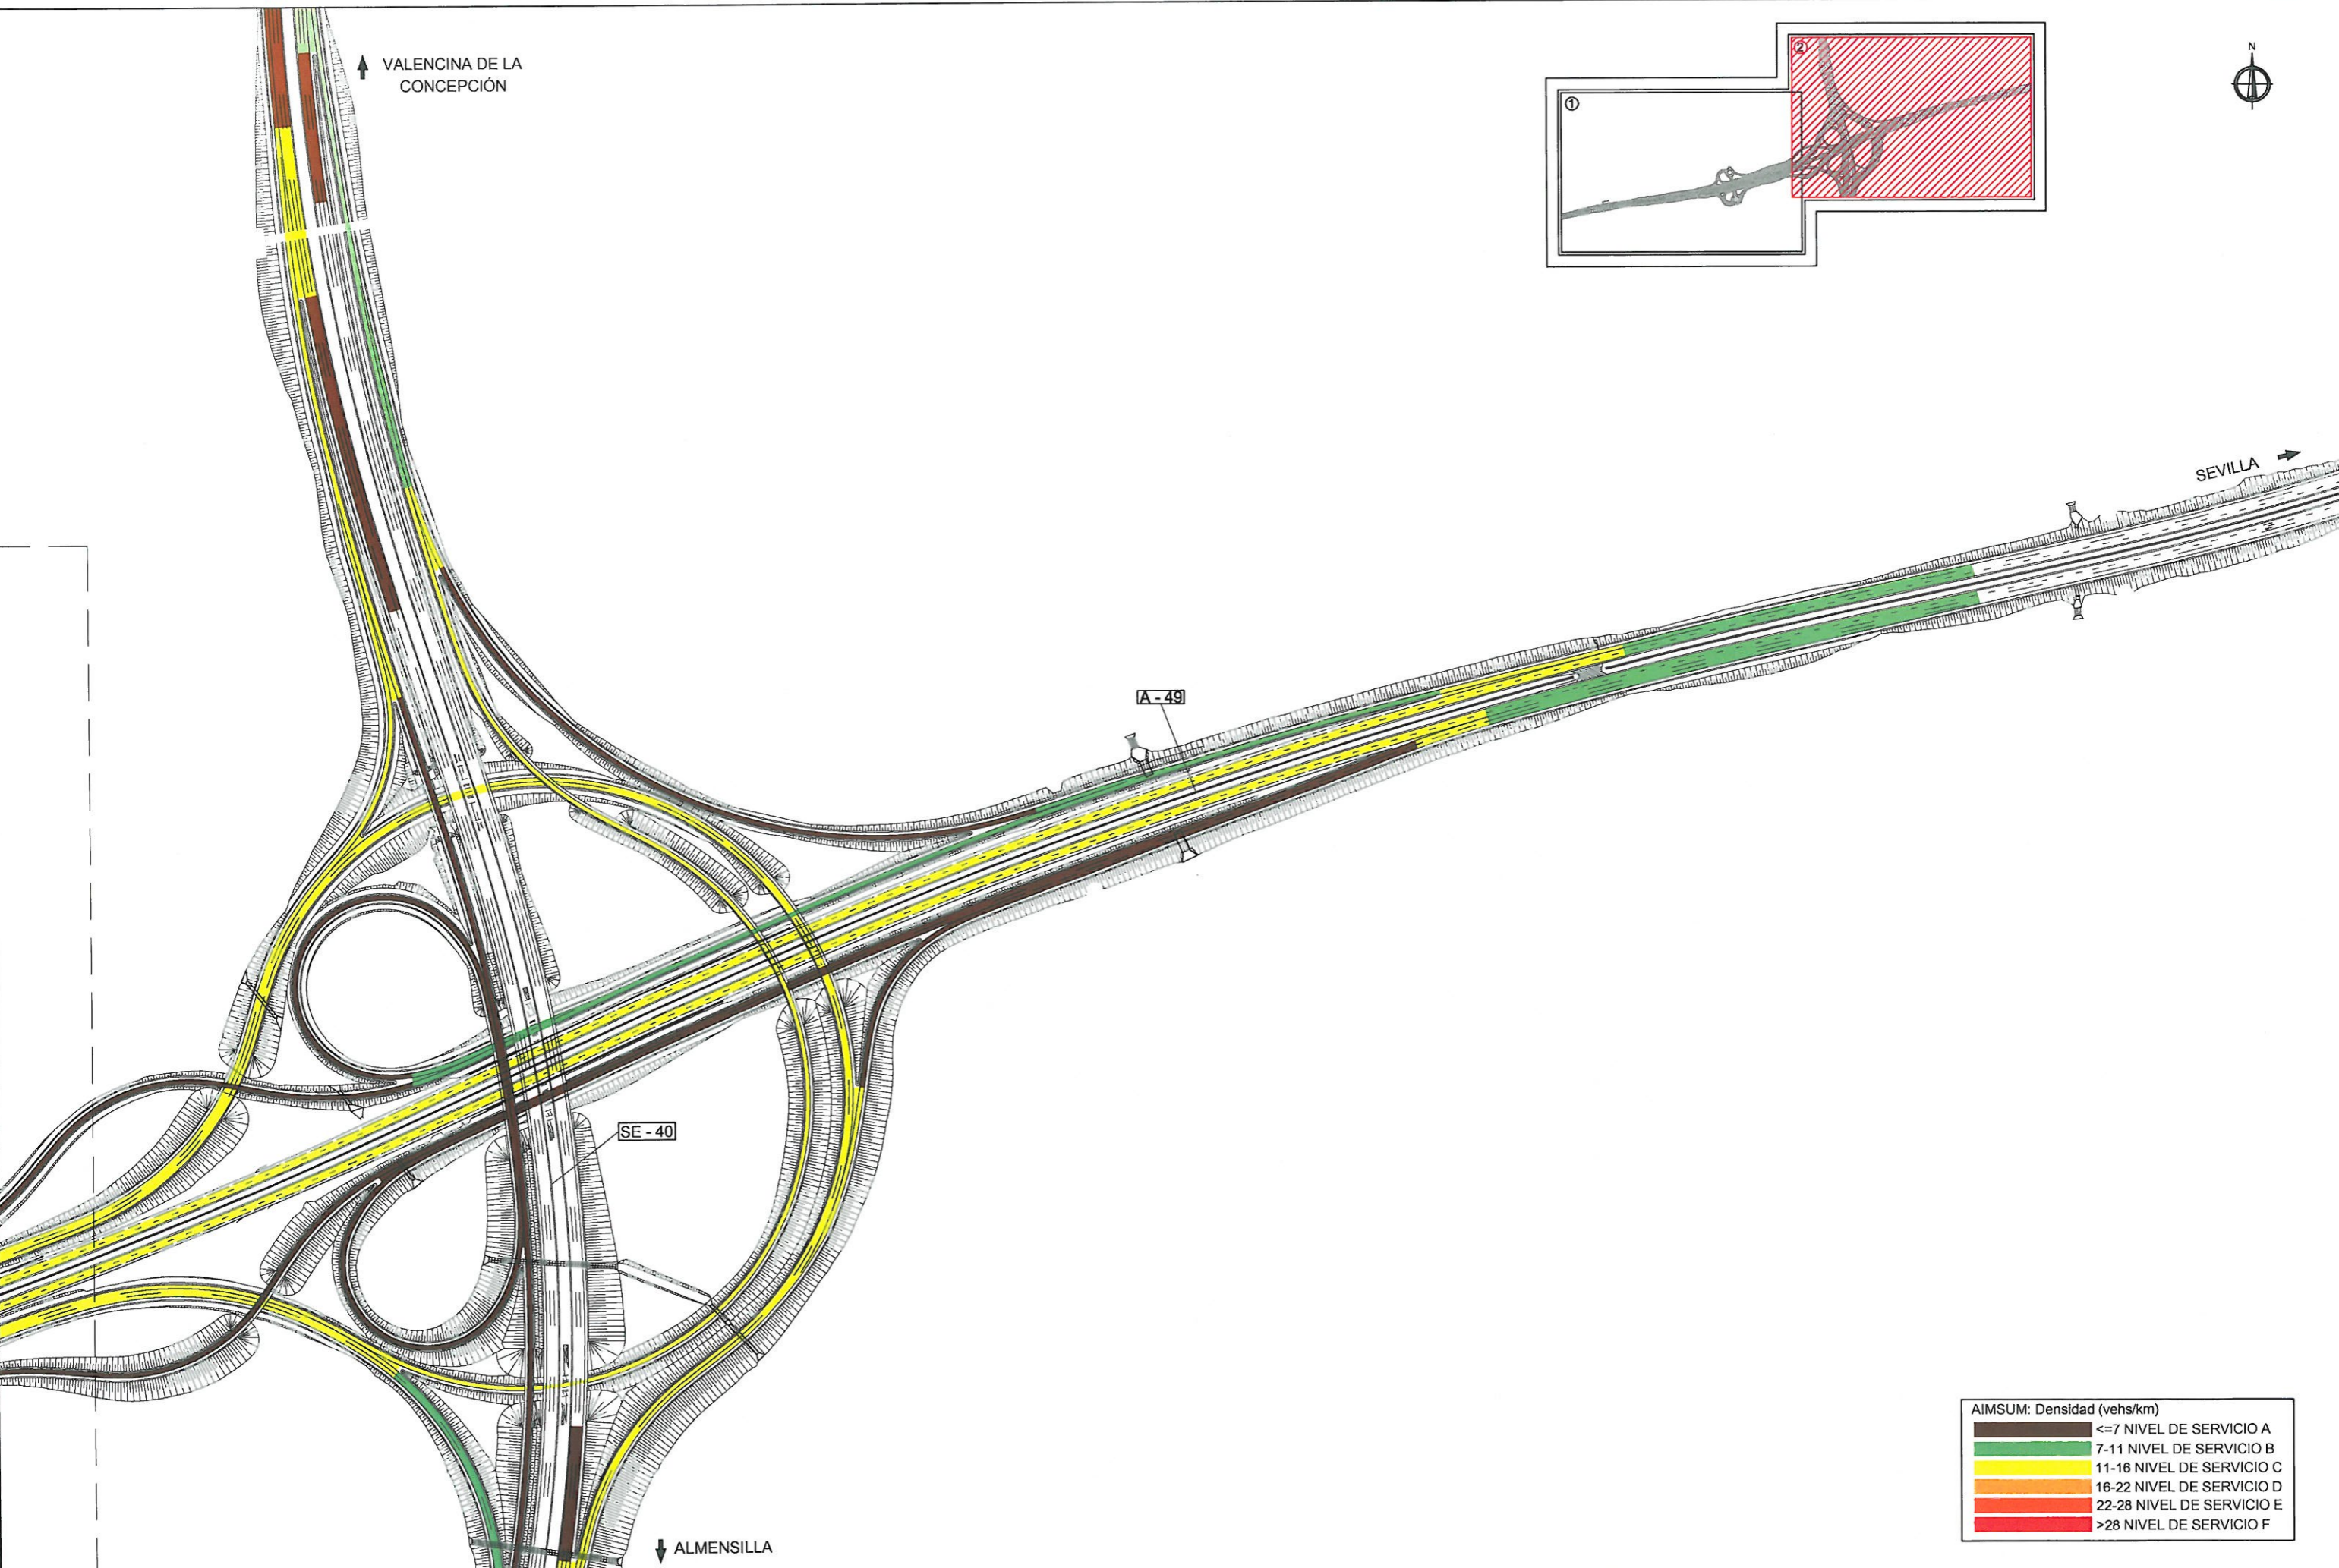 VALENCINA DE LA
CONCEPCIÓN
①
②
N
SEVILLA
A - 49
SE - 40
ALMENSILLA
AIMSUM: Densidad (vehs/km)
<=7 NIVEL DE SERVICIO A
7-11 NIVEL DE SERVICIO B
11-16 NIVEL DE SERVICIO C
16-22 NIVEL DE SERVICIO D
22-28 NIVEL DE SERVICIO E
>28 NIVEL DE SERVICIO F